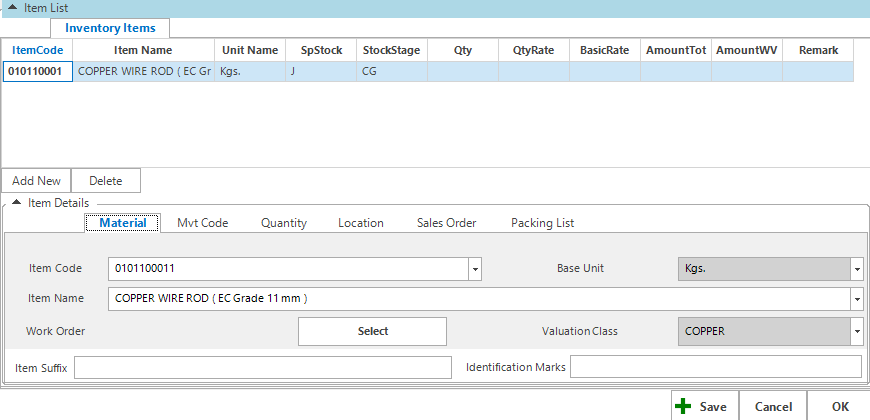 Item List
Inventory Items
ItemCode Item Name Unit Name SpStock StockStage Qty QtyRate BasicRate AmountTot AmountWV Remark
010110001 COPPER WIRE ROD ( EC Gr Kgs. J CG
Add New Delete
Item Details
Material Mvt Code Quantity Location Sales Order Packing List
Item Code 0101100011 Base Unit Kgs.
Item Name COPPER WIRE ROD ( EC Grade 11 mm )
Work Order Select Valuation Class COPPER
Item Suffix Identification Marks
Save Cancel OK